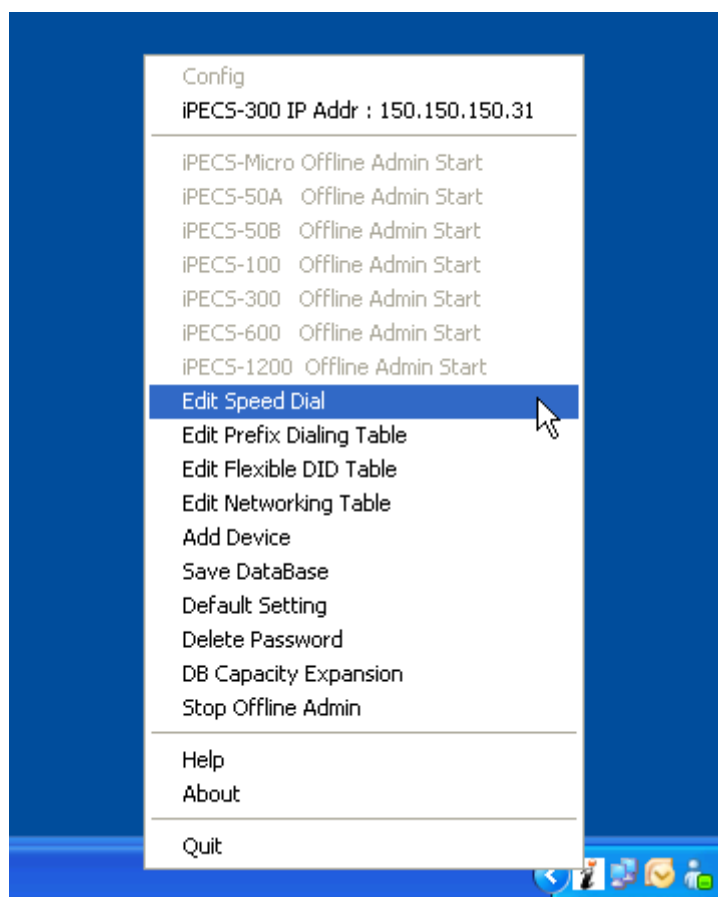 Config
iPECS-300 IP Addr : 150.150.150.31
iPECS-Micro Offline Admin Start
iPECS-50A Offline Admin Start
iPECS-50B Offline Admin Start
iPECS-100 Offline Admin Start
iPECS-300 Offline Admin Start
iPECS-600 Offline Admin Start
iPECS-1200 Offline Admin Start
Edit Speed Dial
Edit Prefix Dialing Table
Edit Flexible DID Table
Edit Networking Table
Add Device
Save DataBase
Default Setting
Delete Password
DB Capacity Expansion
Stop Offline Admin
Help
About
Quit